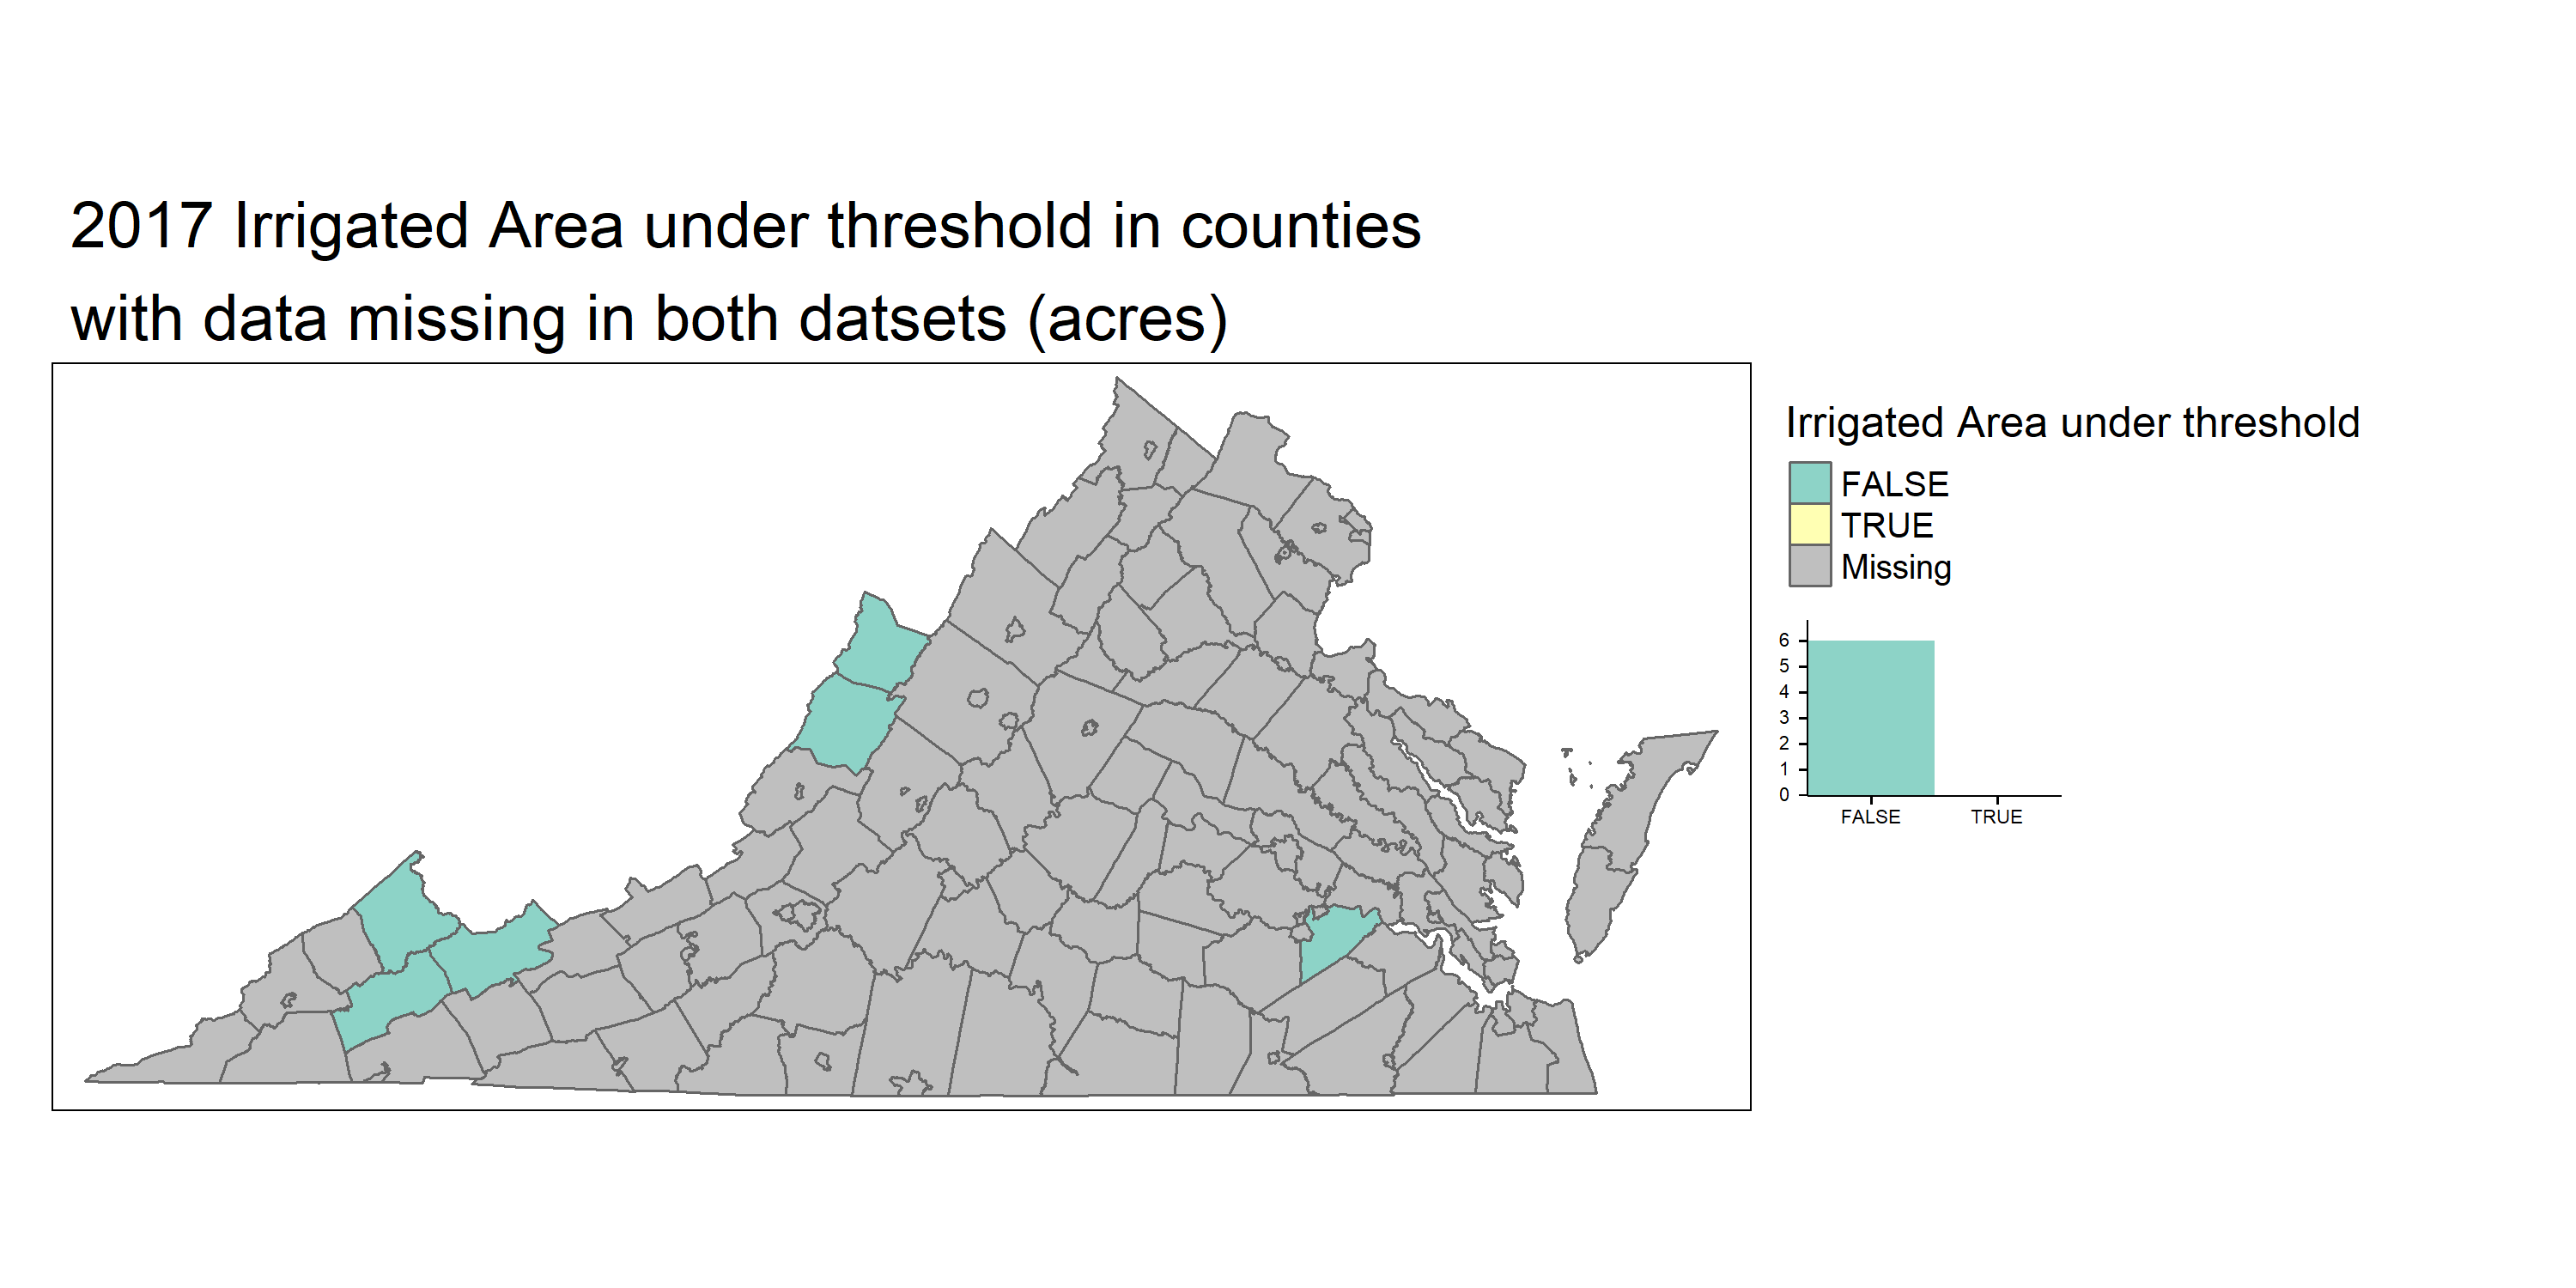 2017 Irrigated Area under threshold in counties
with data missing in both datsets (acres)
Irrigated Area under threshold
FALSE
TRUE
Missing
6
5
4
3
2
1
0
FALSE TRUE